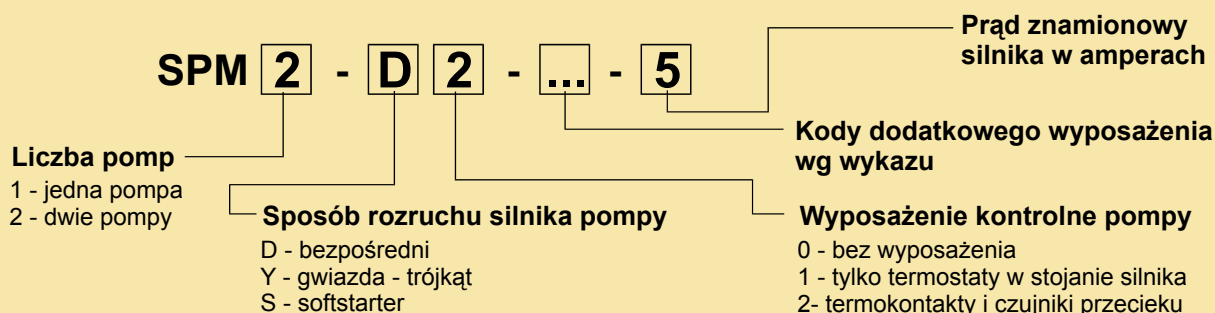 Prąd znamionowy
silnika w amperach
SPM 2 - D 2 - ... - 5
Kody dodatkowego wyposażenia
wg wykazu
Liczba pomp
1 - jedna pompa
2 - dwie pompy
Sposób rozruchu silnika pompy
D - bezpośredni
Y - gwiazda - trójkąt
S - softstarter
Wyposażenie kontrolne pompy
0 - bez wyposażenia
1 - tylko termostaty w stojanie silnika
2- termokontakty i czujniki przecieku